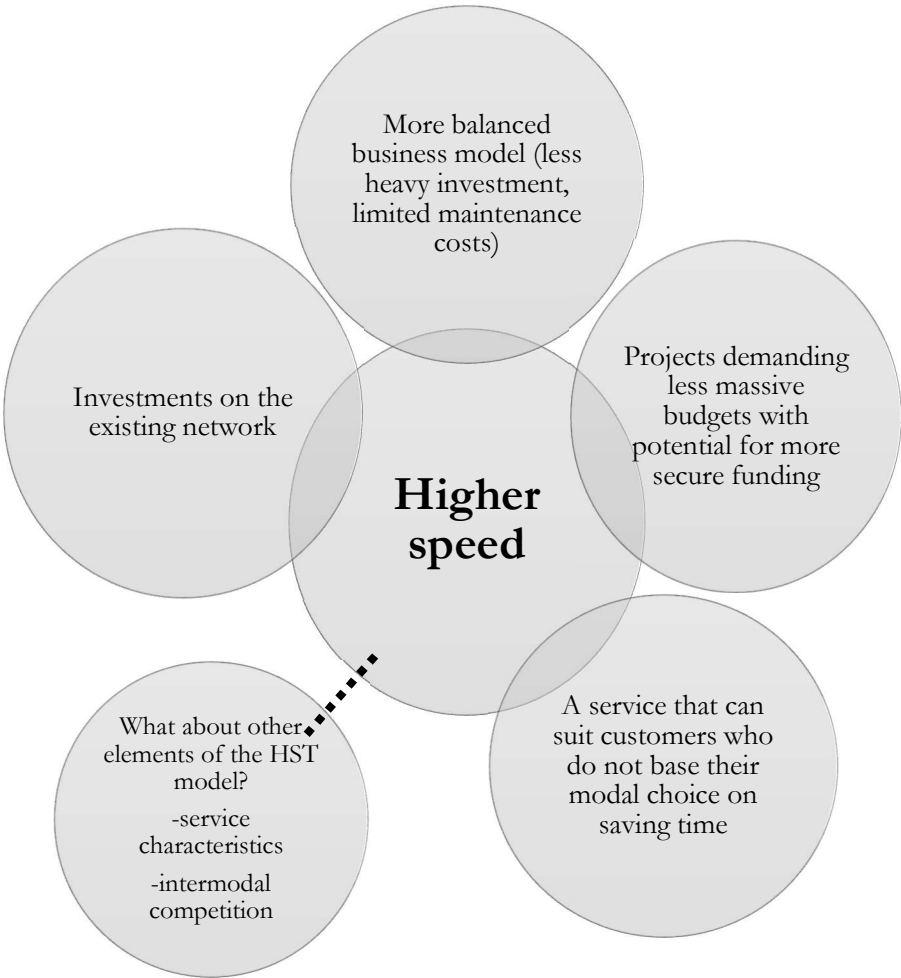 More balanced
business model (less
heavy investment,
limited maintenance
costs)
Investments on the
existing network
Projects demanding
less massive
budgets with
potential for more
secure funding
Higher
speed
What about other
elements of the HST
model?
-service
characteristics
-intermodal
competition
A service that can
suit customers who
do not base their
modal choice on
saving time